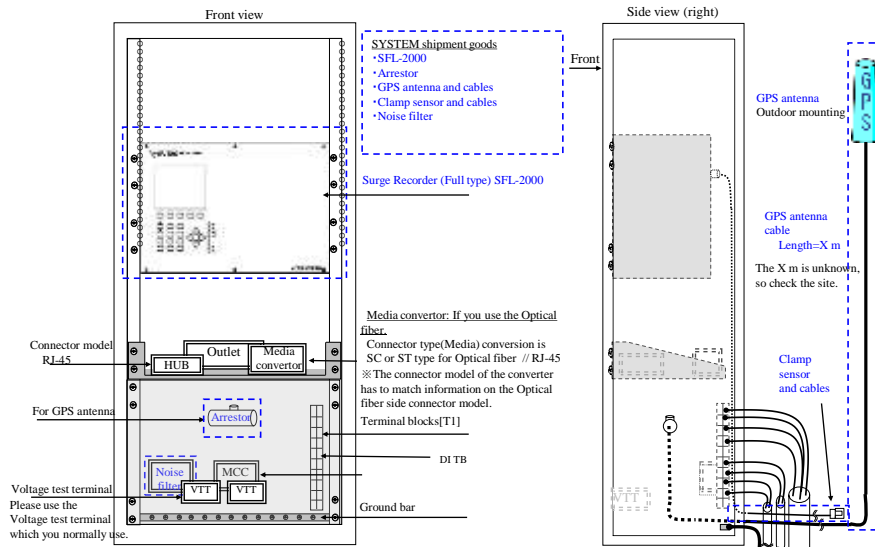 Front view
SYSTEM shipment goods
・SFL-2000
・Arrestor
・GPS antenna and cables
・Clamp sensor and cables
・Noise filter
Surge Recorder (Full type) SFL-2000
Media convertor: If you use the Optical
fiber.
Connector type(Media) conversion is
SC or ST type for Optical fiber // RJ-45
※The connector model of the converter
has to match information on the Optical
fiber side connector model.
Connector model
RJ-45
Outlet
HUB
Media
convertor
For GPS antenna
Arrestor
Terminal blocks[T1]
DI TB
Noise
filter
MCC
VTT
VTT
Voltage test terminal
Please use the
Voltage test terminal
which you normally use.
Ground bar
Side view (right)
Front
GPS antenna
Outdoor mounting
GPS
GPS antenna
cable
Length=X m
The X m is unknown,
so check the site.
Clamp
sensor
and cables
VTT